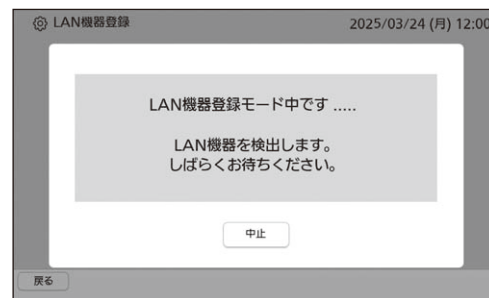 LAN機器登録
2025/03/24 (月) 12:00
LAN機器登録モード中です .....
LAN機器を検出します。
しばらくお待ちください。
中止
戻る